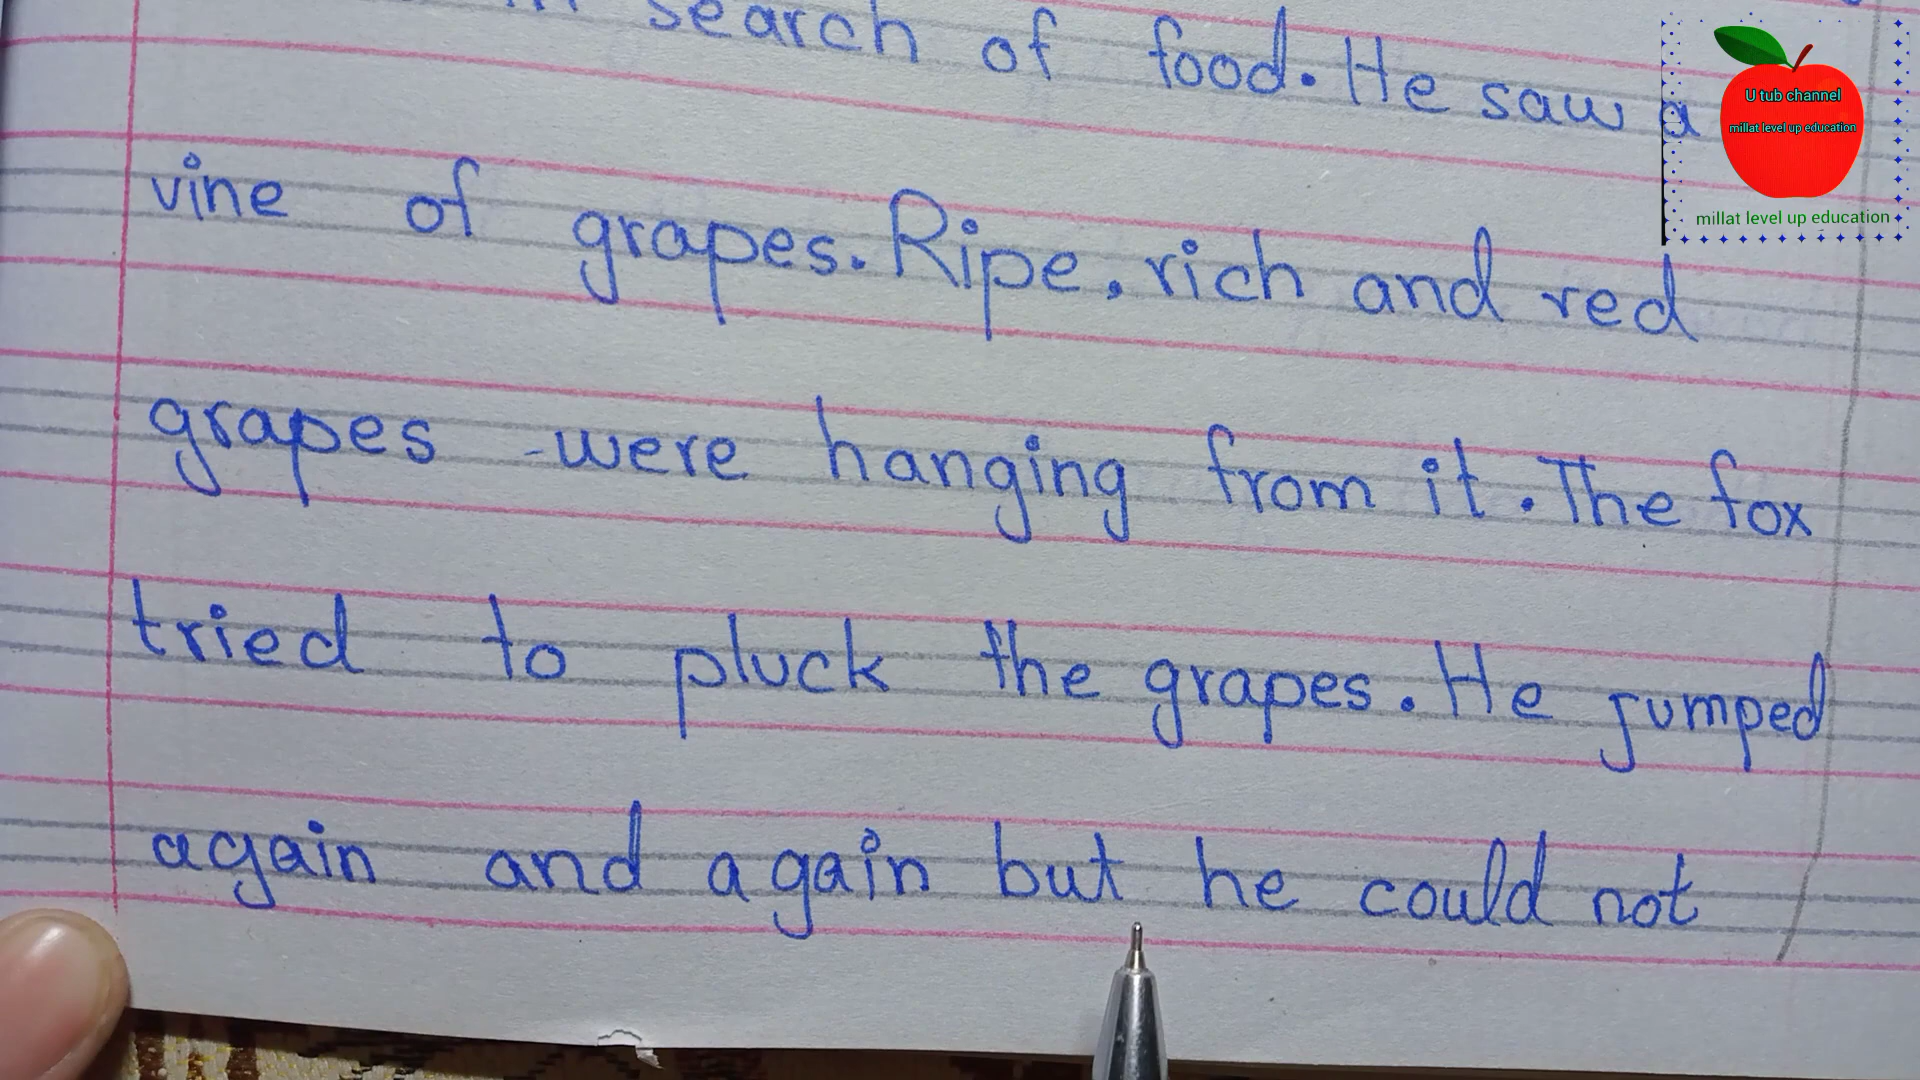 in search of food. He saw a
vine of grapes. Ripe, rich and red
grapes were hanging from it. The fox
tried to pluck the grapes. He jumped
again and again but he could not
U tub channel
millat level up education
millat level up education